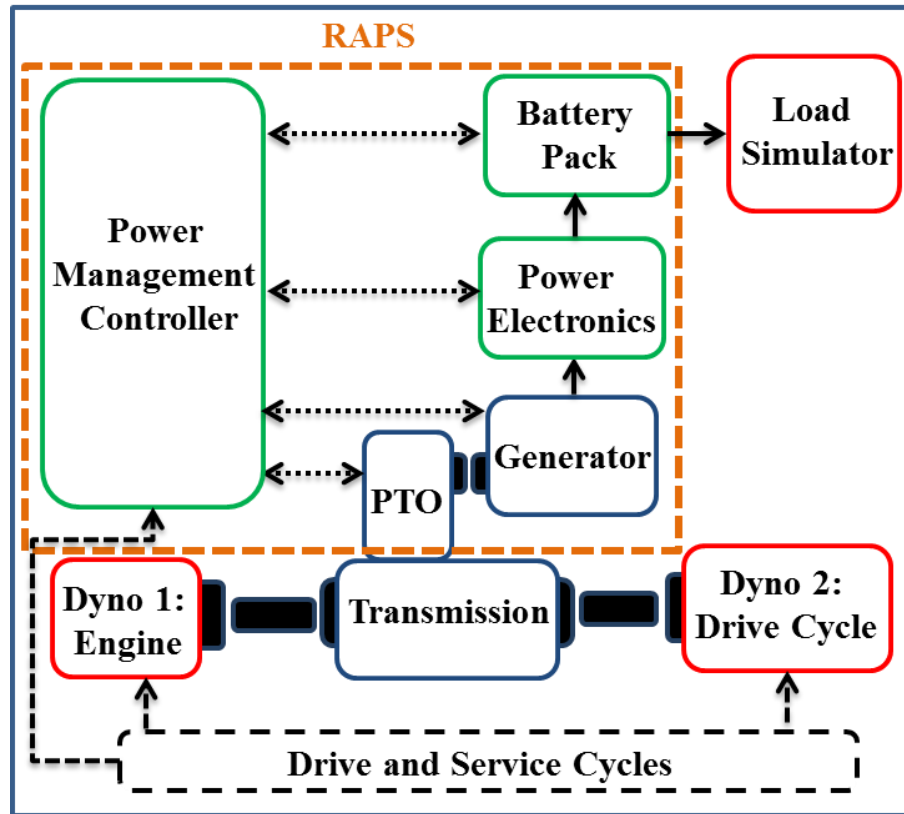 RAPS
Power
Management
Controller
Battery
Pack
Load
Simulator
Power
Electronics
Generator
PTO
Dyno 1:
Engine
Transmission
Dyno 2:
Drive Cycle
Drive and Service Cycles